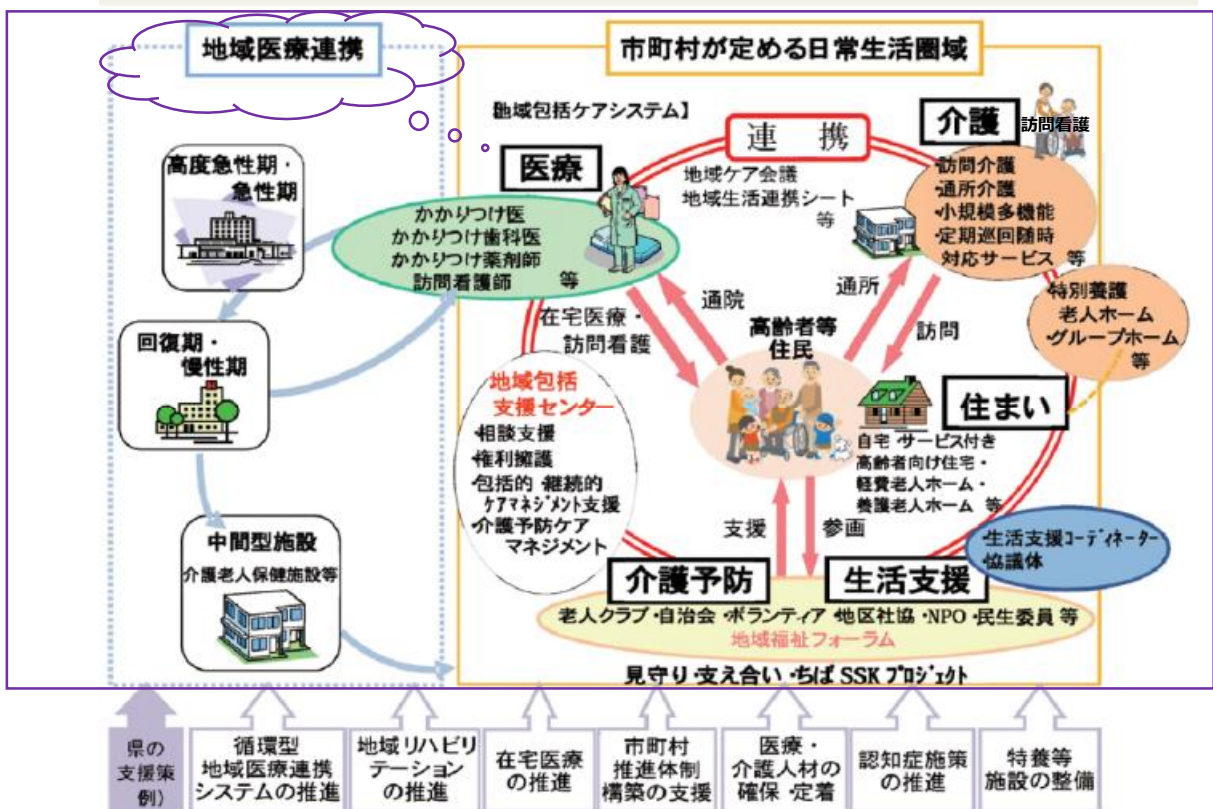 地域医療連携
高度急性期・
急性期
回復期・
慢性期
中間型施設
介護老人保健施設等
市町村が定める日常生活圏域
地域包括ケアシステム】
連 携
地域ケア会議
地域生活連携シート
等
医療
かかりつけ医
かかりつけ歯科医
かかりつけ薬剤師
訪問看護師 等
介護
訪問看護
・訪問介護
・通所介護
・小規模多機能
・定期巡回随時
対応サービス 等
・特別養護
老人ホーム
・グループホーム
等
通院
在宅医療・
訪問看護
通所
訪問
高齢者等
住民
住まい
自宅・サービス付き
高齢者向け住宅・
軽費老人ホーム・
養護老人ホーム 等
地域包括
支援センター
・相談支援
・権利擁護
・包括的・継続的
ケアマネジメント支援
・介護予防ケア
マネジメント
支援
参画
・生活支援コーディネーター
・協議体
介護予防
生活支援
老人クラブ・自治会・ボランティア・地区社協・NPO・民生委員 等
地域福祉フォーラム
見守り・支え合い・ちば SSK プロジェクト
県の
支援策
例）
循環型
地域医療連携
システムの推進
地域リハビリ
テーション
の推進
在宅医療
の推進
市町村
推進体制
構築の支援
医療・
介護人材の
確保・定着
認知症施策
の推進
特養等
施設の整備